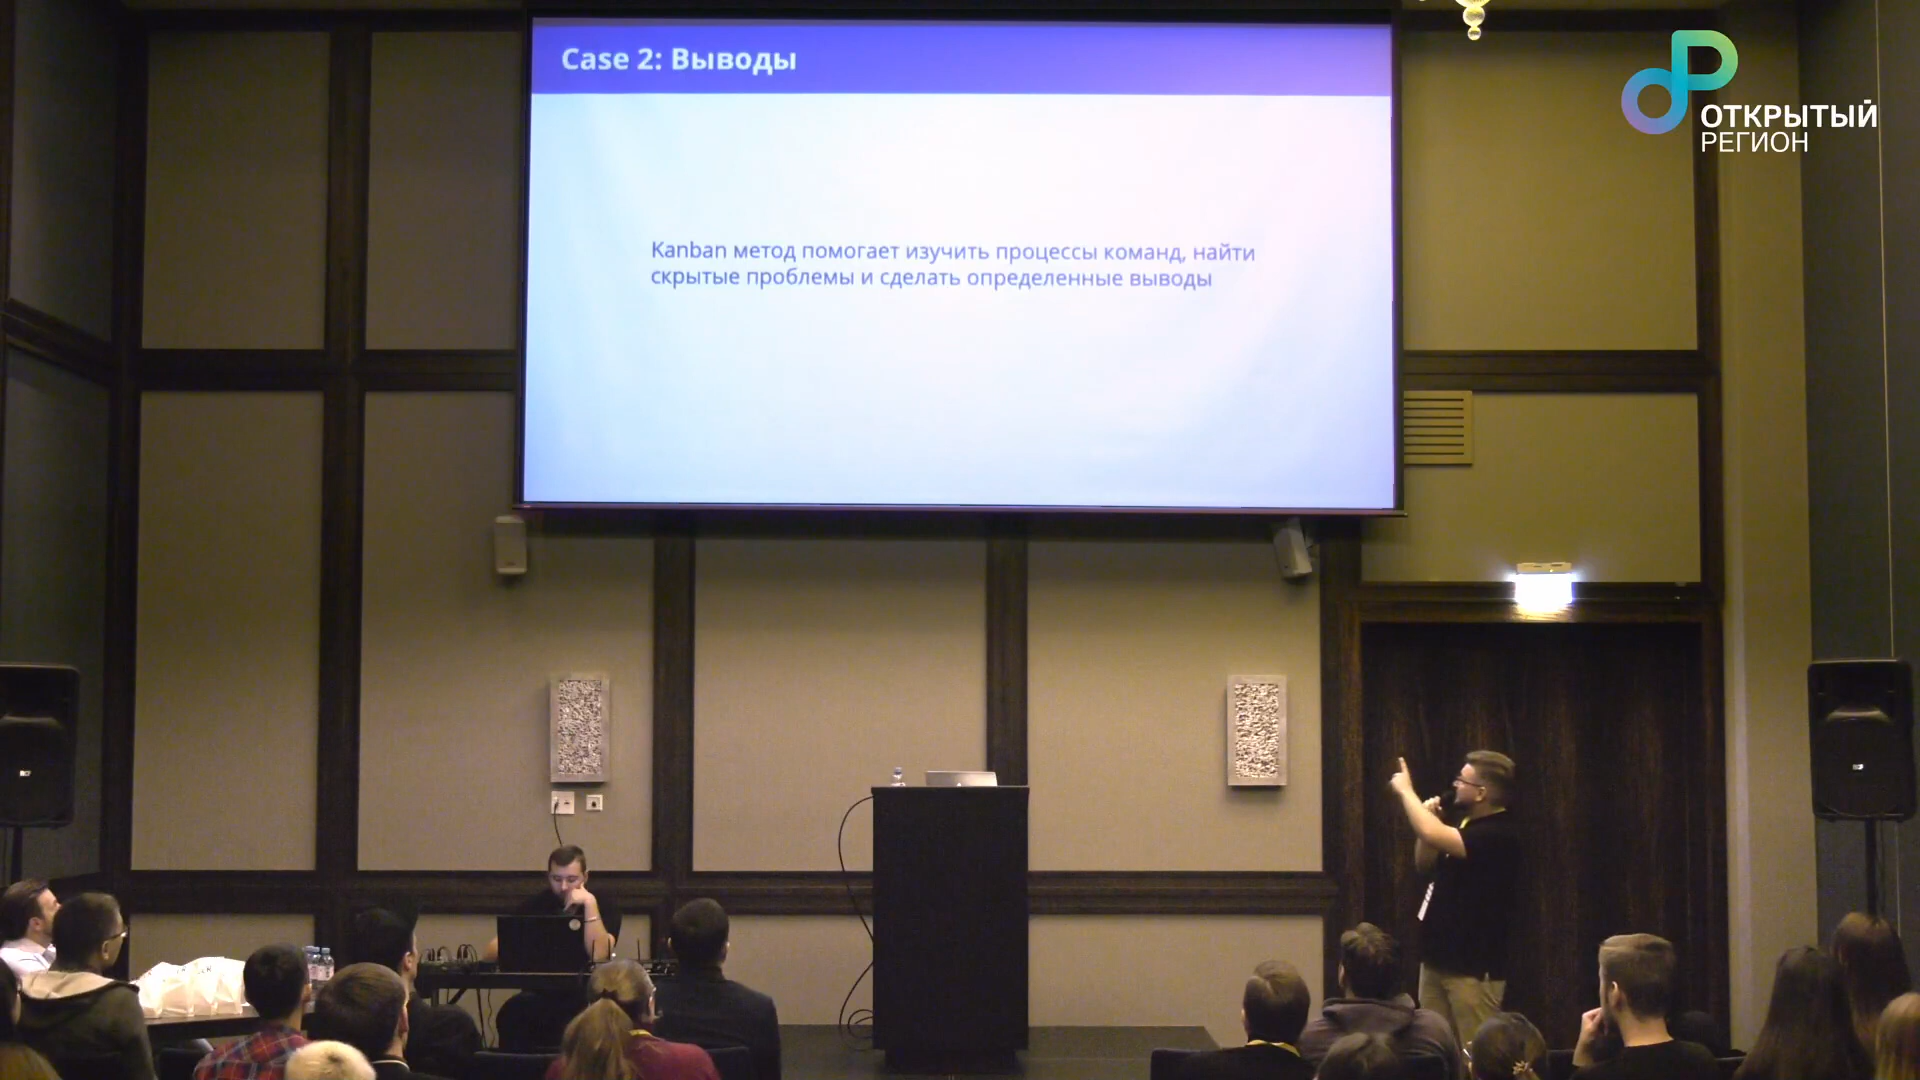 Case 2: Выводы
ОТКРЫТЫЙ
РЕГИОН
Kanban метод помогает изучить процессы команд, найти
скрытые проблемы и сделать определенные выводы